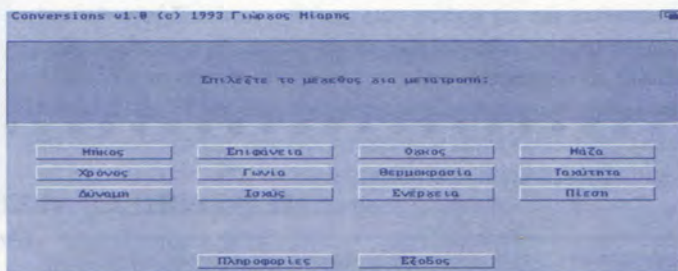 Conversions v1.0 (c) 1993 Γιώργος Μίαρης
Επιλέξτε το μέγεθος για μετατροπή:
Μήκος Επιφάνεια Όγκος Μάζα
Χρόνος Γωνία Θερμοκρασία Ταχύτητα
Δύναμη Ισχύς Ενέργεια Πίεση
Πληροφορίες Έξοδος